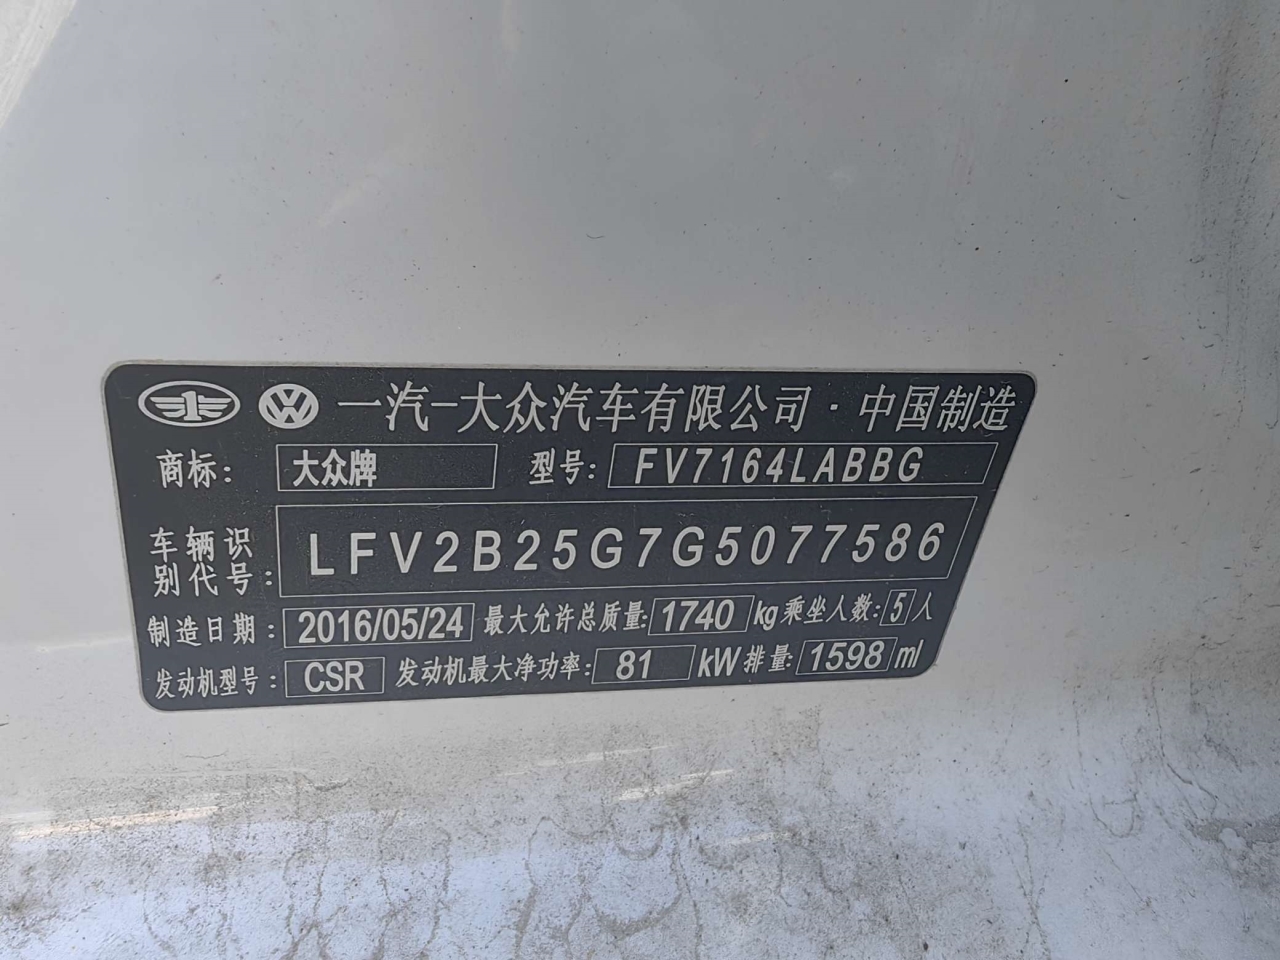 一汽-大众汽车有限公司·中国制造
商标: 大众牌 型号: FV7164LABBG
车辆识别代号: LFV2B25G7G5077586
制造日期: 2016/05/24 最大允许总质量: 1740 kg 乘坐人数: 5 人
发动机型号: CSR 发动机最大净功率: 81 kW 排量: 1598 ml